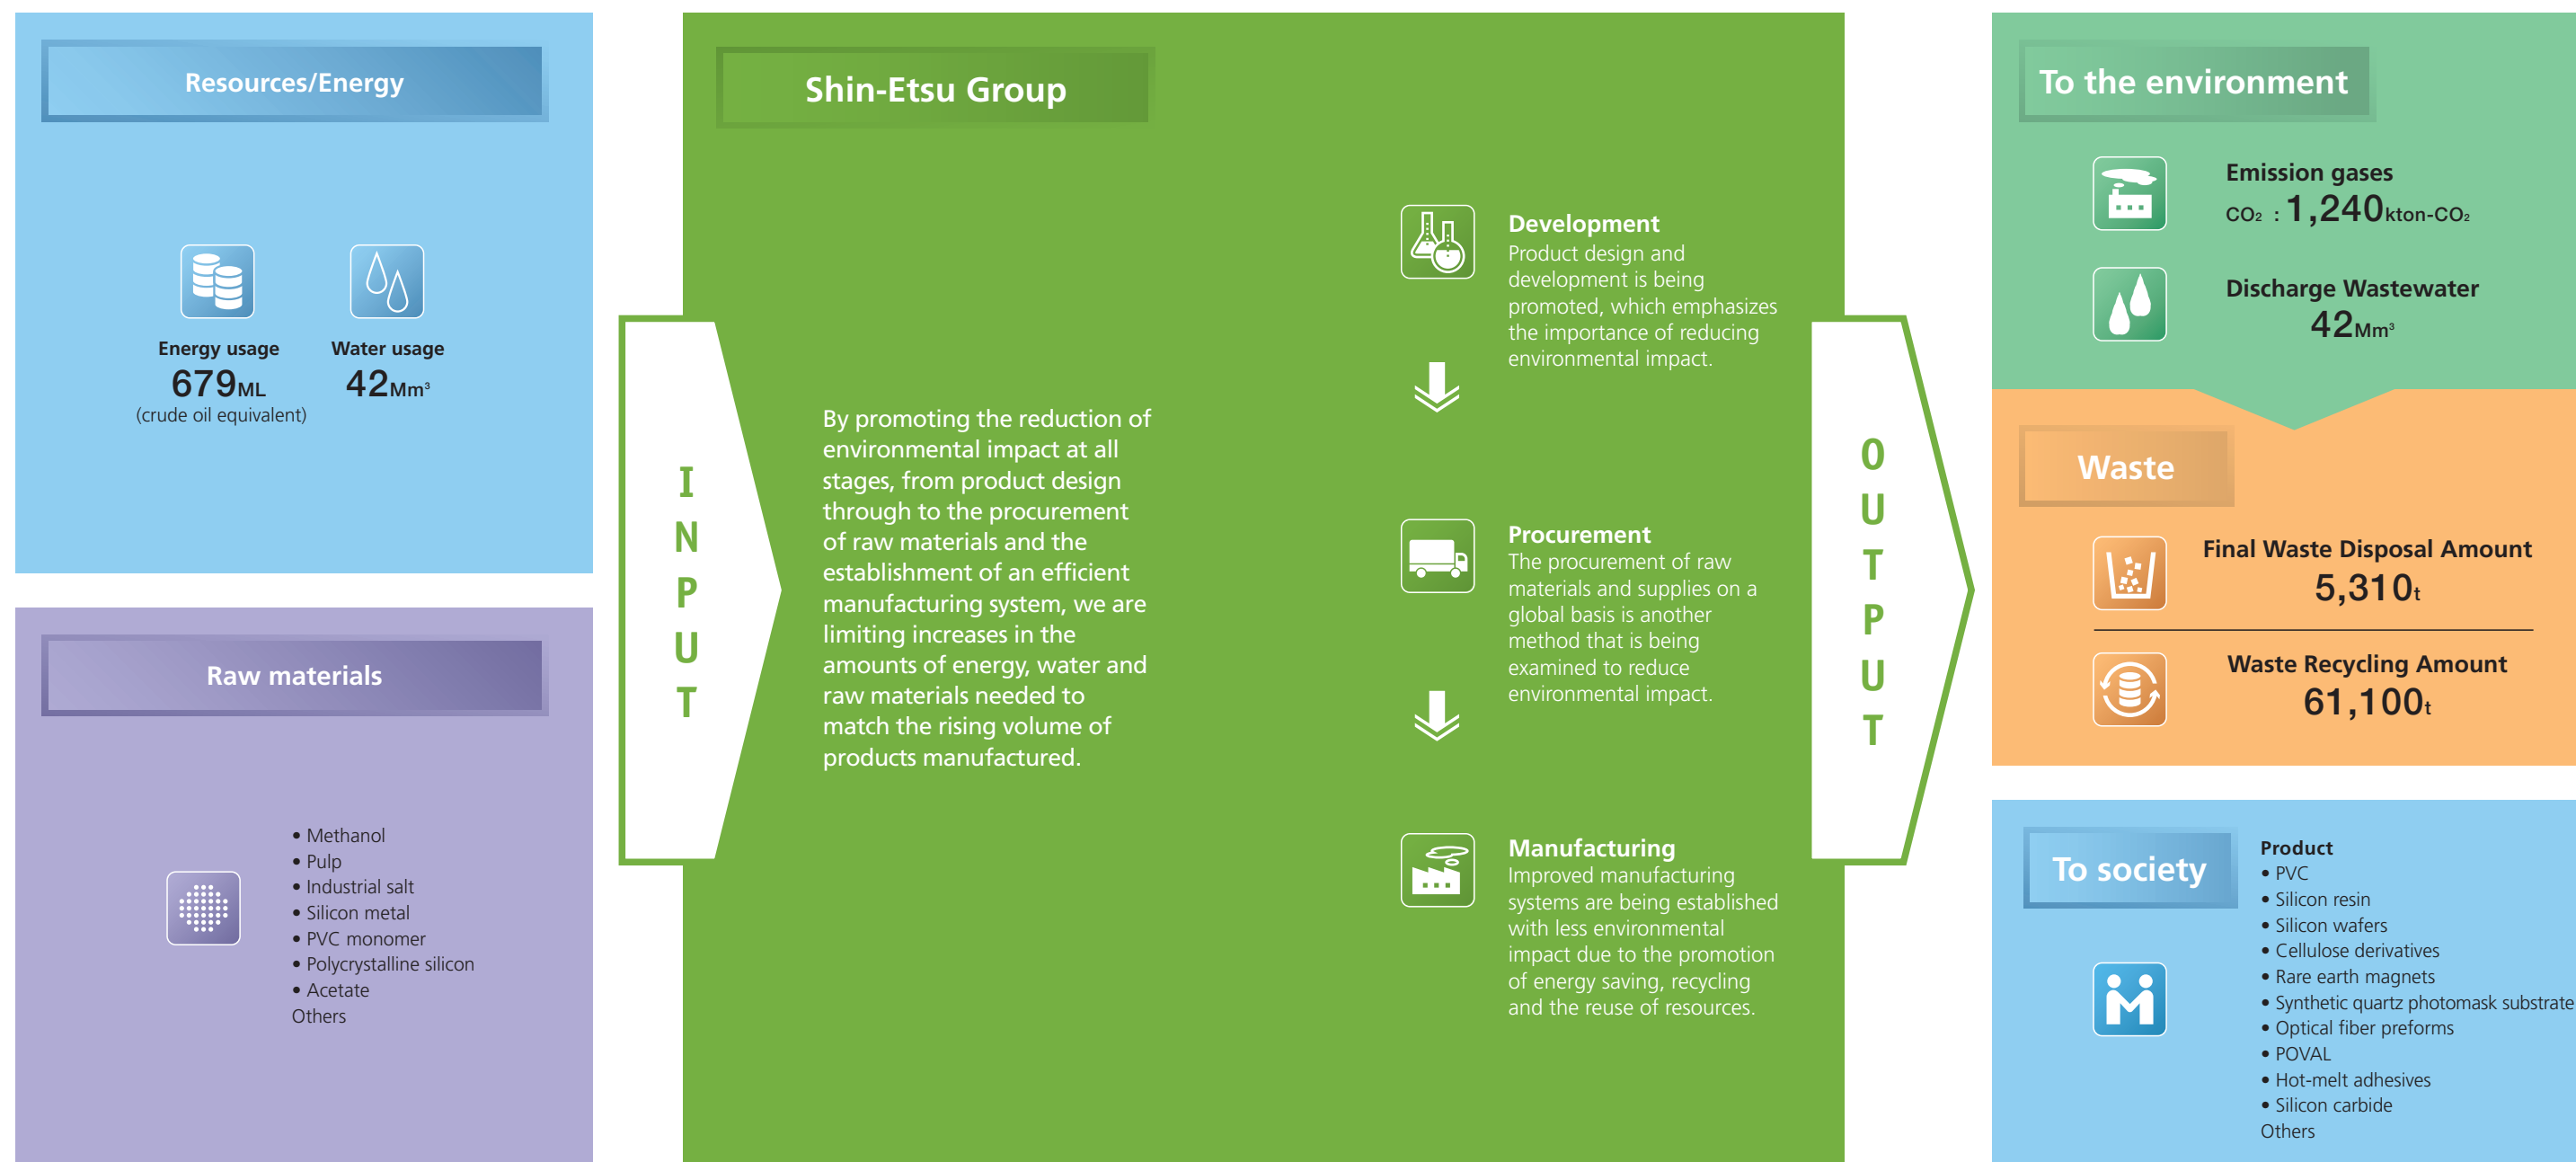 Resources/Energy
Energy usage
679ML
(crude oil equivalent)
Water usage
42Mm³
Raw materials
• Methanol
• Pulp
• Industrial salt
• Silicon metal
• PVC monomer
• Polycrystalline silicon
• Acetate
Others
INPUT
Shin-Etsu Group
By promoting the reduction of
environmental impact at all
stages, from product design
through to the procurement
of raw materials and the
establishment of an efficient
manufacturing system, we are
limiting increases in the
amounts of energy, water and
raw materials needed to
match the rising volume of
products manufactured.
Development
Product design and
development is being
promoted, which emphasizes
the importance of reducing
environmental impact.
Procurement
The procurement of raw
materials and supplies on a
global basis is another
method that is being
examined to reduce
environmental impact.
Manufacturing
Improved manufacturing
systems are being established
with less environmental
impact due to the promotion
of energy saving, recycling
and the reuse of resources.
OUTPUT
To the environment
Emission gases
CO₂ : 1,240kton-CO₂
Discharge Wastewater
42Mm³
Waste
Final Waste Disposal Amount
5,310t
Waste Recycling Amount
61,100t
To society
Product
• PVC
• Silicon resin
• Silicon wafers
• Cellulose derivatives
• Rare earth magnets
• Synthetic quartz photomask substrate
• Optical fiber preforms
• POVAL
• Hot-melt adhesives
• Silicon carbide
Others